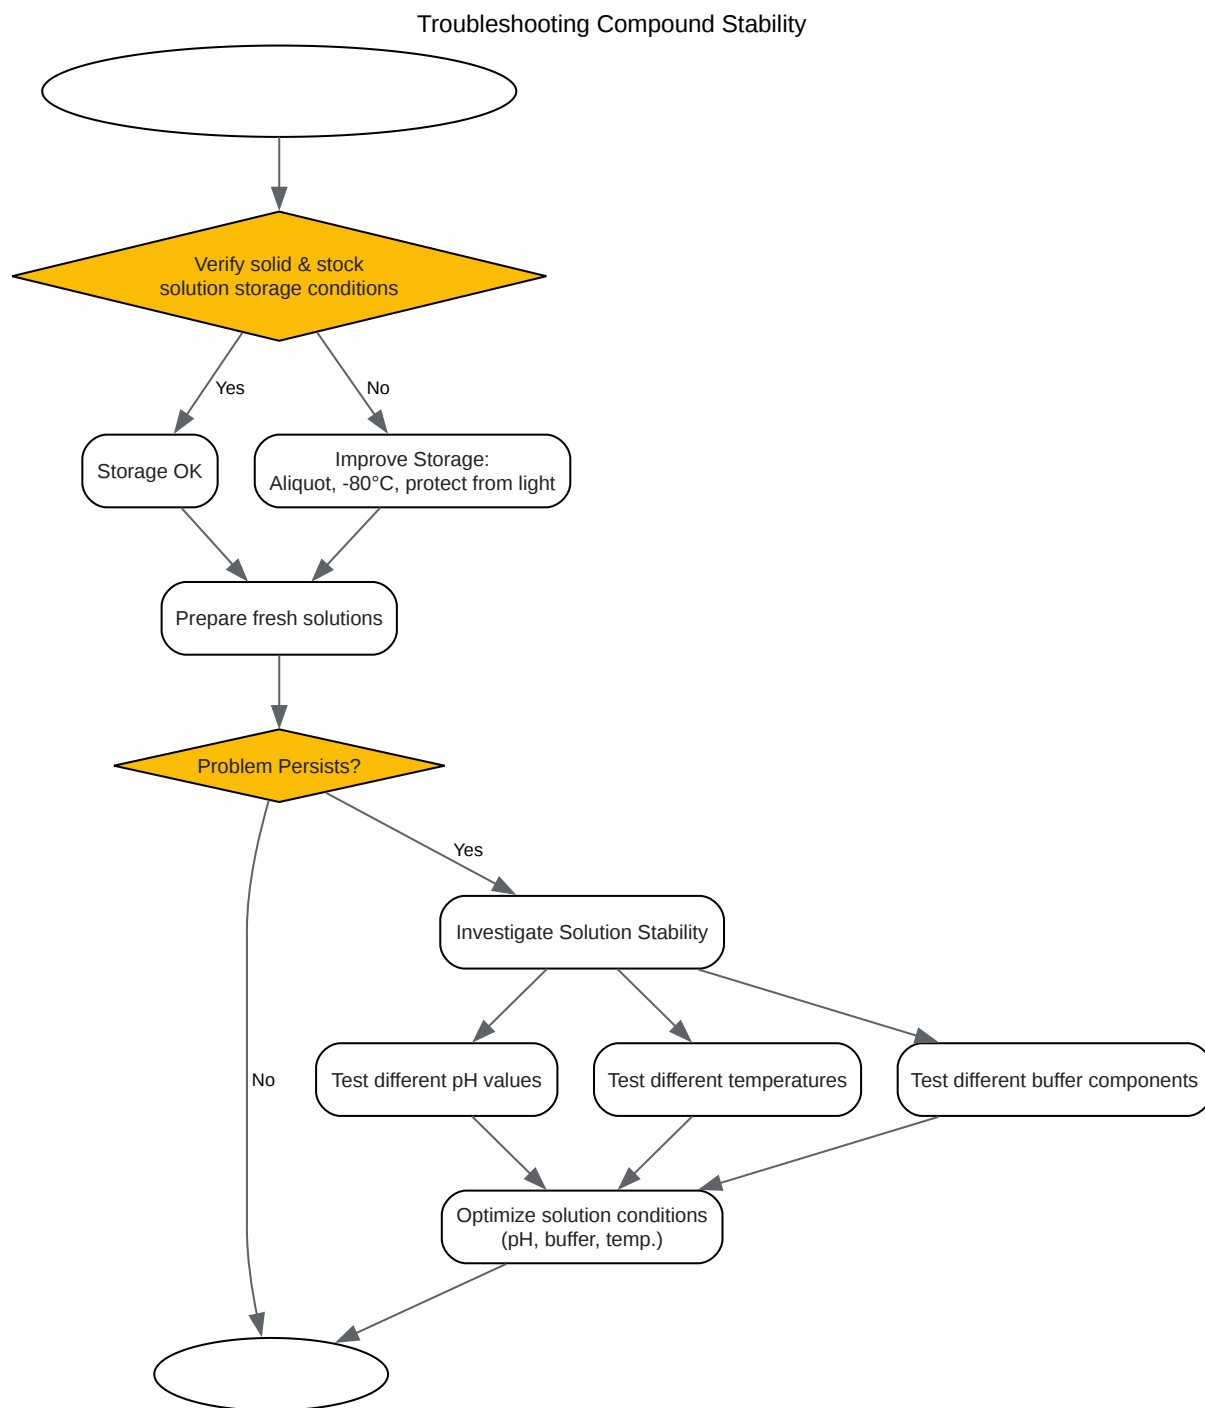 Troubleshooting Compound Stability
Verify solid & stock
solution storage conditions
Yes
No
Storage OK
Improve Storage:
Aliquot, -80°C, protect from light
Prepare fresh solutions
Problem Persists?
Yes
Investigate Solution Stability
No
Test different pH values
Test different temperatures
Test different buffer components
Optimize solution conditions
(pH, buffer, temp.)